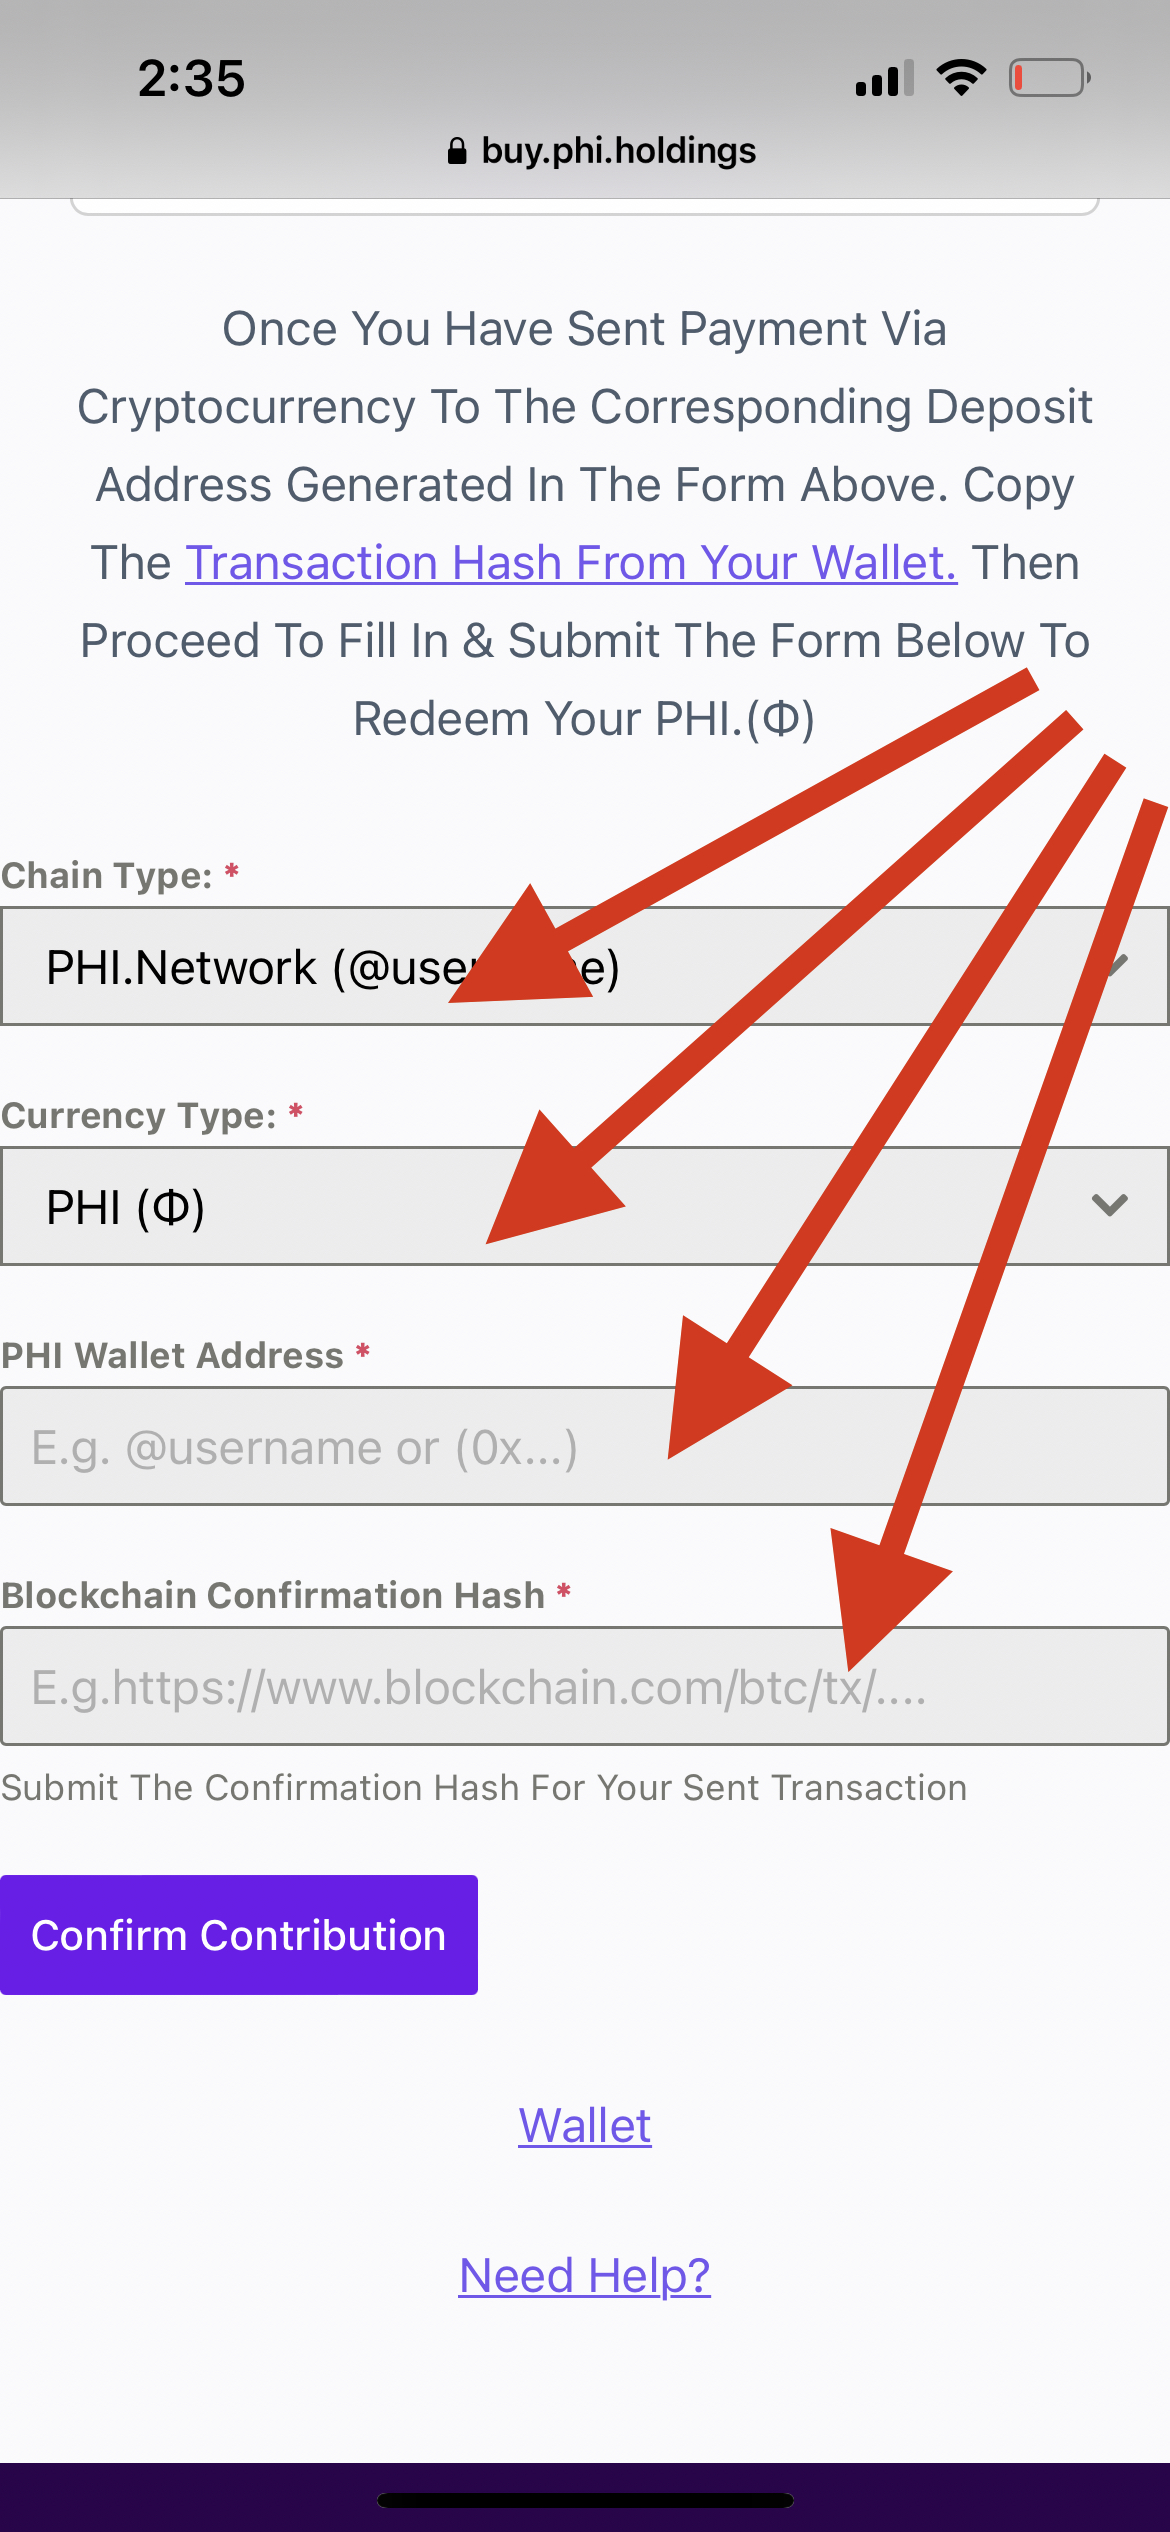 2:35
buy.phi.holdings
Once You Have Sent Payment Via
Cryptocurrency To The Corresponding Deposit
Address Generated In The Form Above. Copy
The Transaction Hash From Your Wallet. Then
Proceed To Fill In & Submit The Form Below To
Redeem Your PHI.(Φ)
Chain Type: *
PHI.Network
Currency Type: *
PHI (Φ)
PHI Wallet Address *
E.g. @username or (0x...)
Blockchain Confirmation Hash *
E.g.https://www.blockchain.com/btc/tx/....
Submit The Confirmation Hash For Your Sent Transaction
Confirm Contribution
Wallet
Need Help?